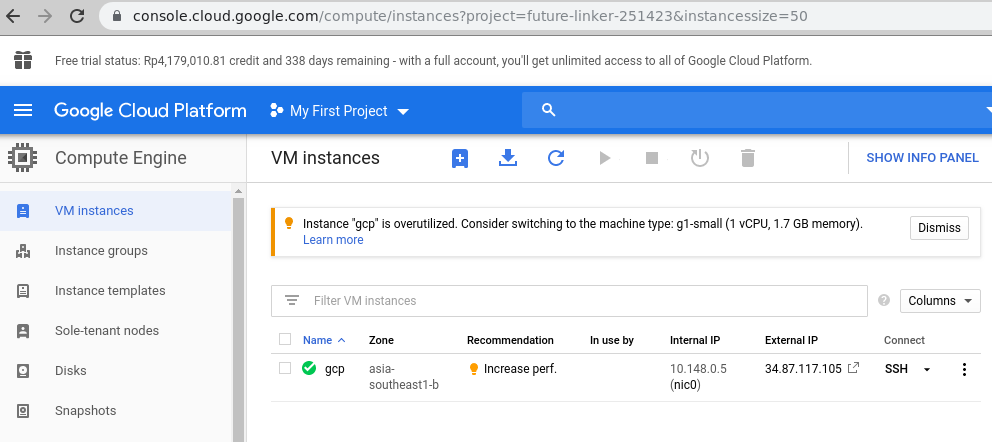 console.cloud.google.com/compute/instances?project=future-linker-251423&instancessize=50
Free trial status: Rp4,179,010.81 credit and 338 days remaining - with a full account, you'll get unlimited access to all of Google Cloud Platform.
Google Cloud Platform My First Project
Compute Engine VM instances SHOW INFO PANEL
VM instances
Instance groups
Instance templates
Sole-tenant nodes
Disks
Snapshots
Instance "gcp" is overutilized. Consider switching to the machine type: g1-small (1 vCPU, 1.7 GB memory). Dismiss
Learn more
Filter VM instances ? Columns
Name Zone Recommendation In use by Internal IP External IP Connect
gcp asia- Increase perf. 10.148.0.5 34.87.117.105 SSH
southeast1-b (nic0)